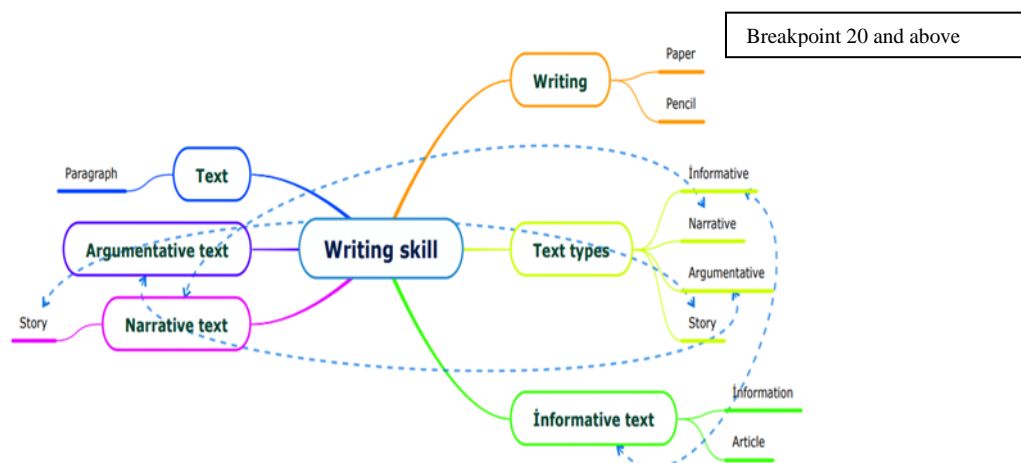 Breakpoint 20 and above
Paper
Writing
Pencil
Paragraph
Text
İnformative
Narrative
Argumentative text
Writing skill
Text types
Argumentative
Story
Narrative text
Story
İnformation
İnformative text
Article